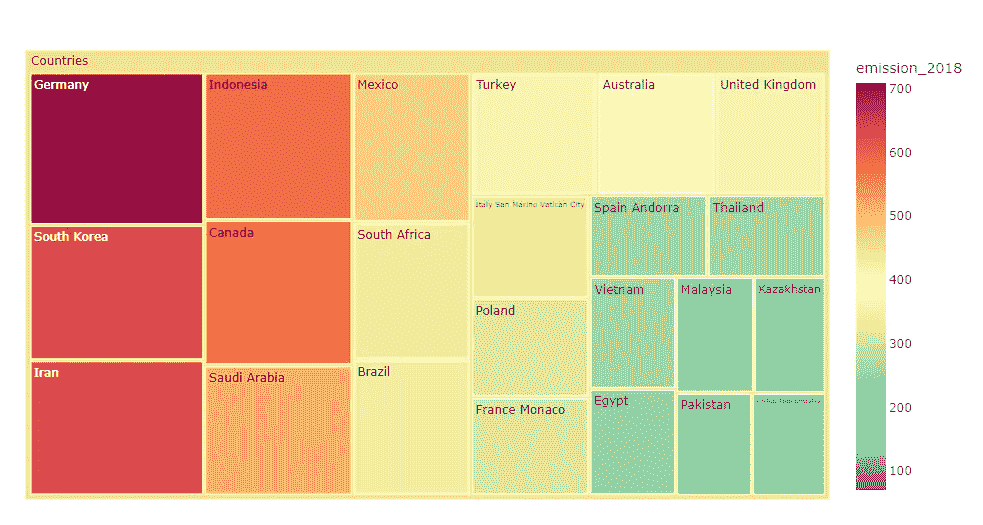 Countries
Germany
Indonesia
Mexico
Turkey
Australia
United Kingdom
South Korea
Canada
South Africa
Italy San Marino Vatican City
Spain Andorra
Thailand
Iran
Saudi Arabia
Brazil
Poland
Vietnam
Malaysia
Kazakhstan
France Monaco
Egypt
Pakistan
emission_2018
700
600
500
400
300
200
100